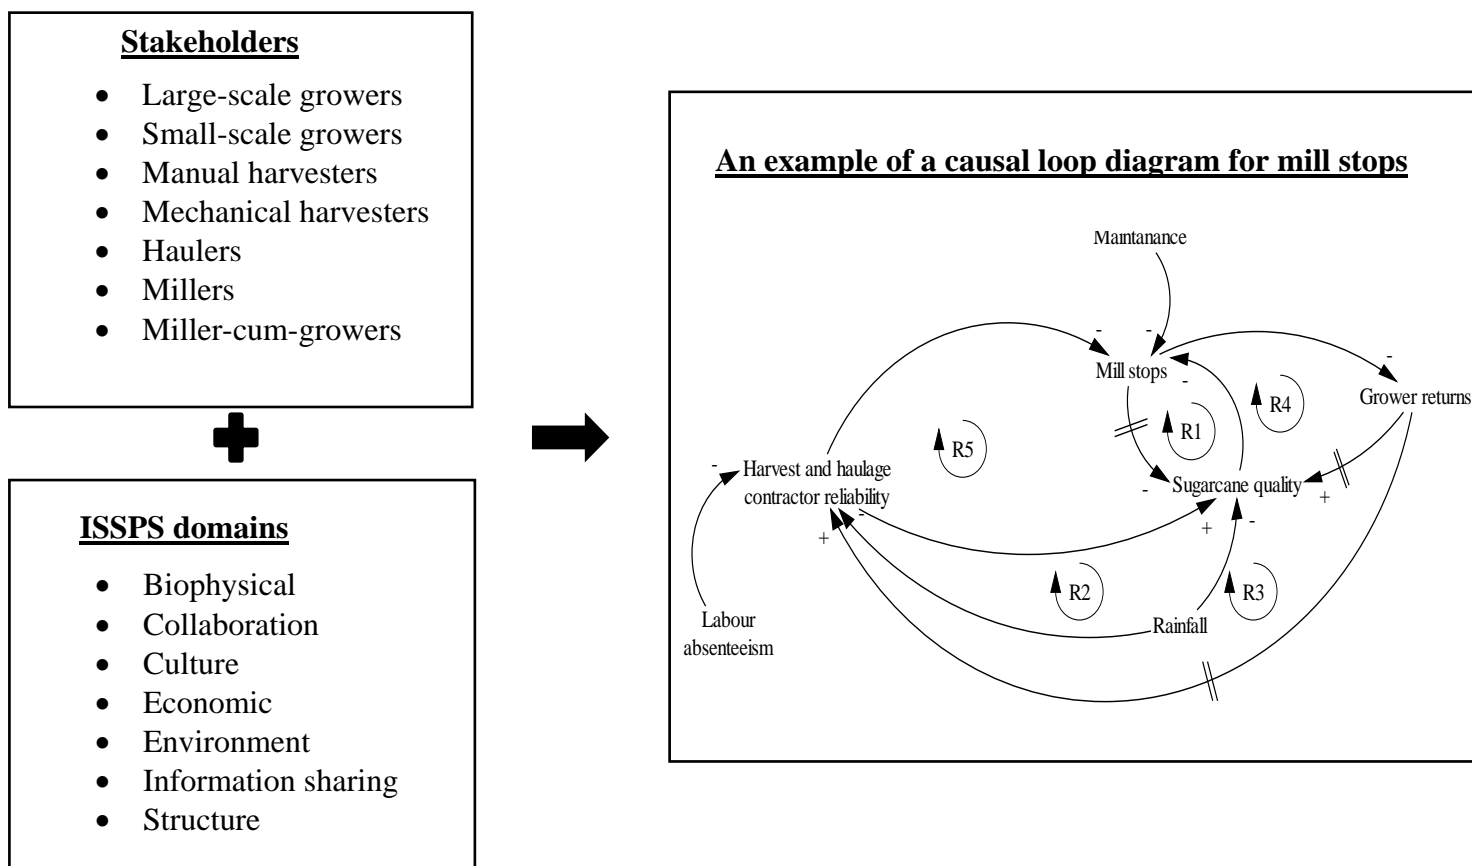 Stakeholders
• Large-scale growers
• Small-scale growers
• Manual harvesters
• Mechanical harvesters
• Haulers
• Millers
• Miller-cum-growers
ISSPS domains
• Biophysical
• Collaboration
• Culture
• Economic
• Environment
• Information sharing
• Structure
An example of a causal loop diagram for mill stops
Maintanance
- - -
Mill stops
-
Grower returns
R4
R1
R5
- Harvest and haulage
contractor reliability
- Sugarcane quality
-
+
+ -
+
R2
R3
Labour
absenteeism
Rainfall